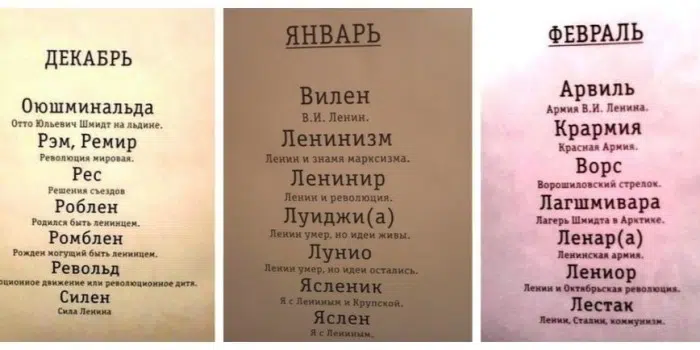 ДЕКАБРЬ
Оюшминальда
Отто Юльевич Шмидт на льдине.
Рэм, Ремир
Революция мировая.
Рес
Решения съездов
Роблен
Родился быть ленинцем.
Ромблен
Рожден могущий быть ленинцем.
Револьд
рционное движение или революционное дитя.
Силен
Сила Ленина
ЯНВАРЬ
Вилен
В.И. Ленин.
Ленинизм
Ленин и знамя марксизма.
Ленинир
Ленин и революция.
Луиджи(а)
Ленин умер, но идеи живы.
Лунио
Ленин умер, но идеи остались.
Ясленик
Я с Лениным и Крупской.
Яслен
Я с Лениным.
ФЕВРАЛЬ
Арвиль
Армия В.И. Ленина.
Крармия
Красная Армия.
Ворс
Ворошиловский стрелок.
Лагшмивара
Лагерь Шмидта в Арктике.
Ленар(а)
Ленинская армия.
Лениор
Ленин и Октябрьская революция.
Лестак
Ленин, Сталин, коммунизм.